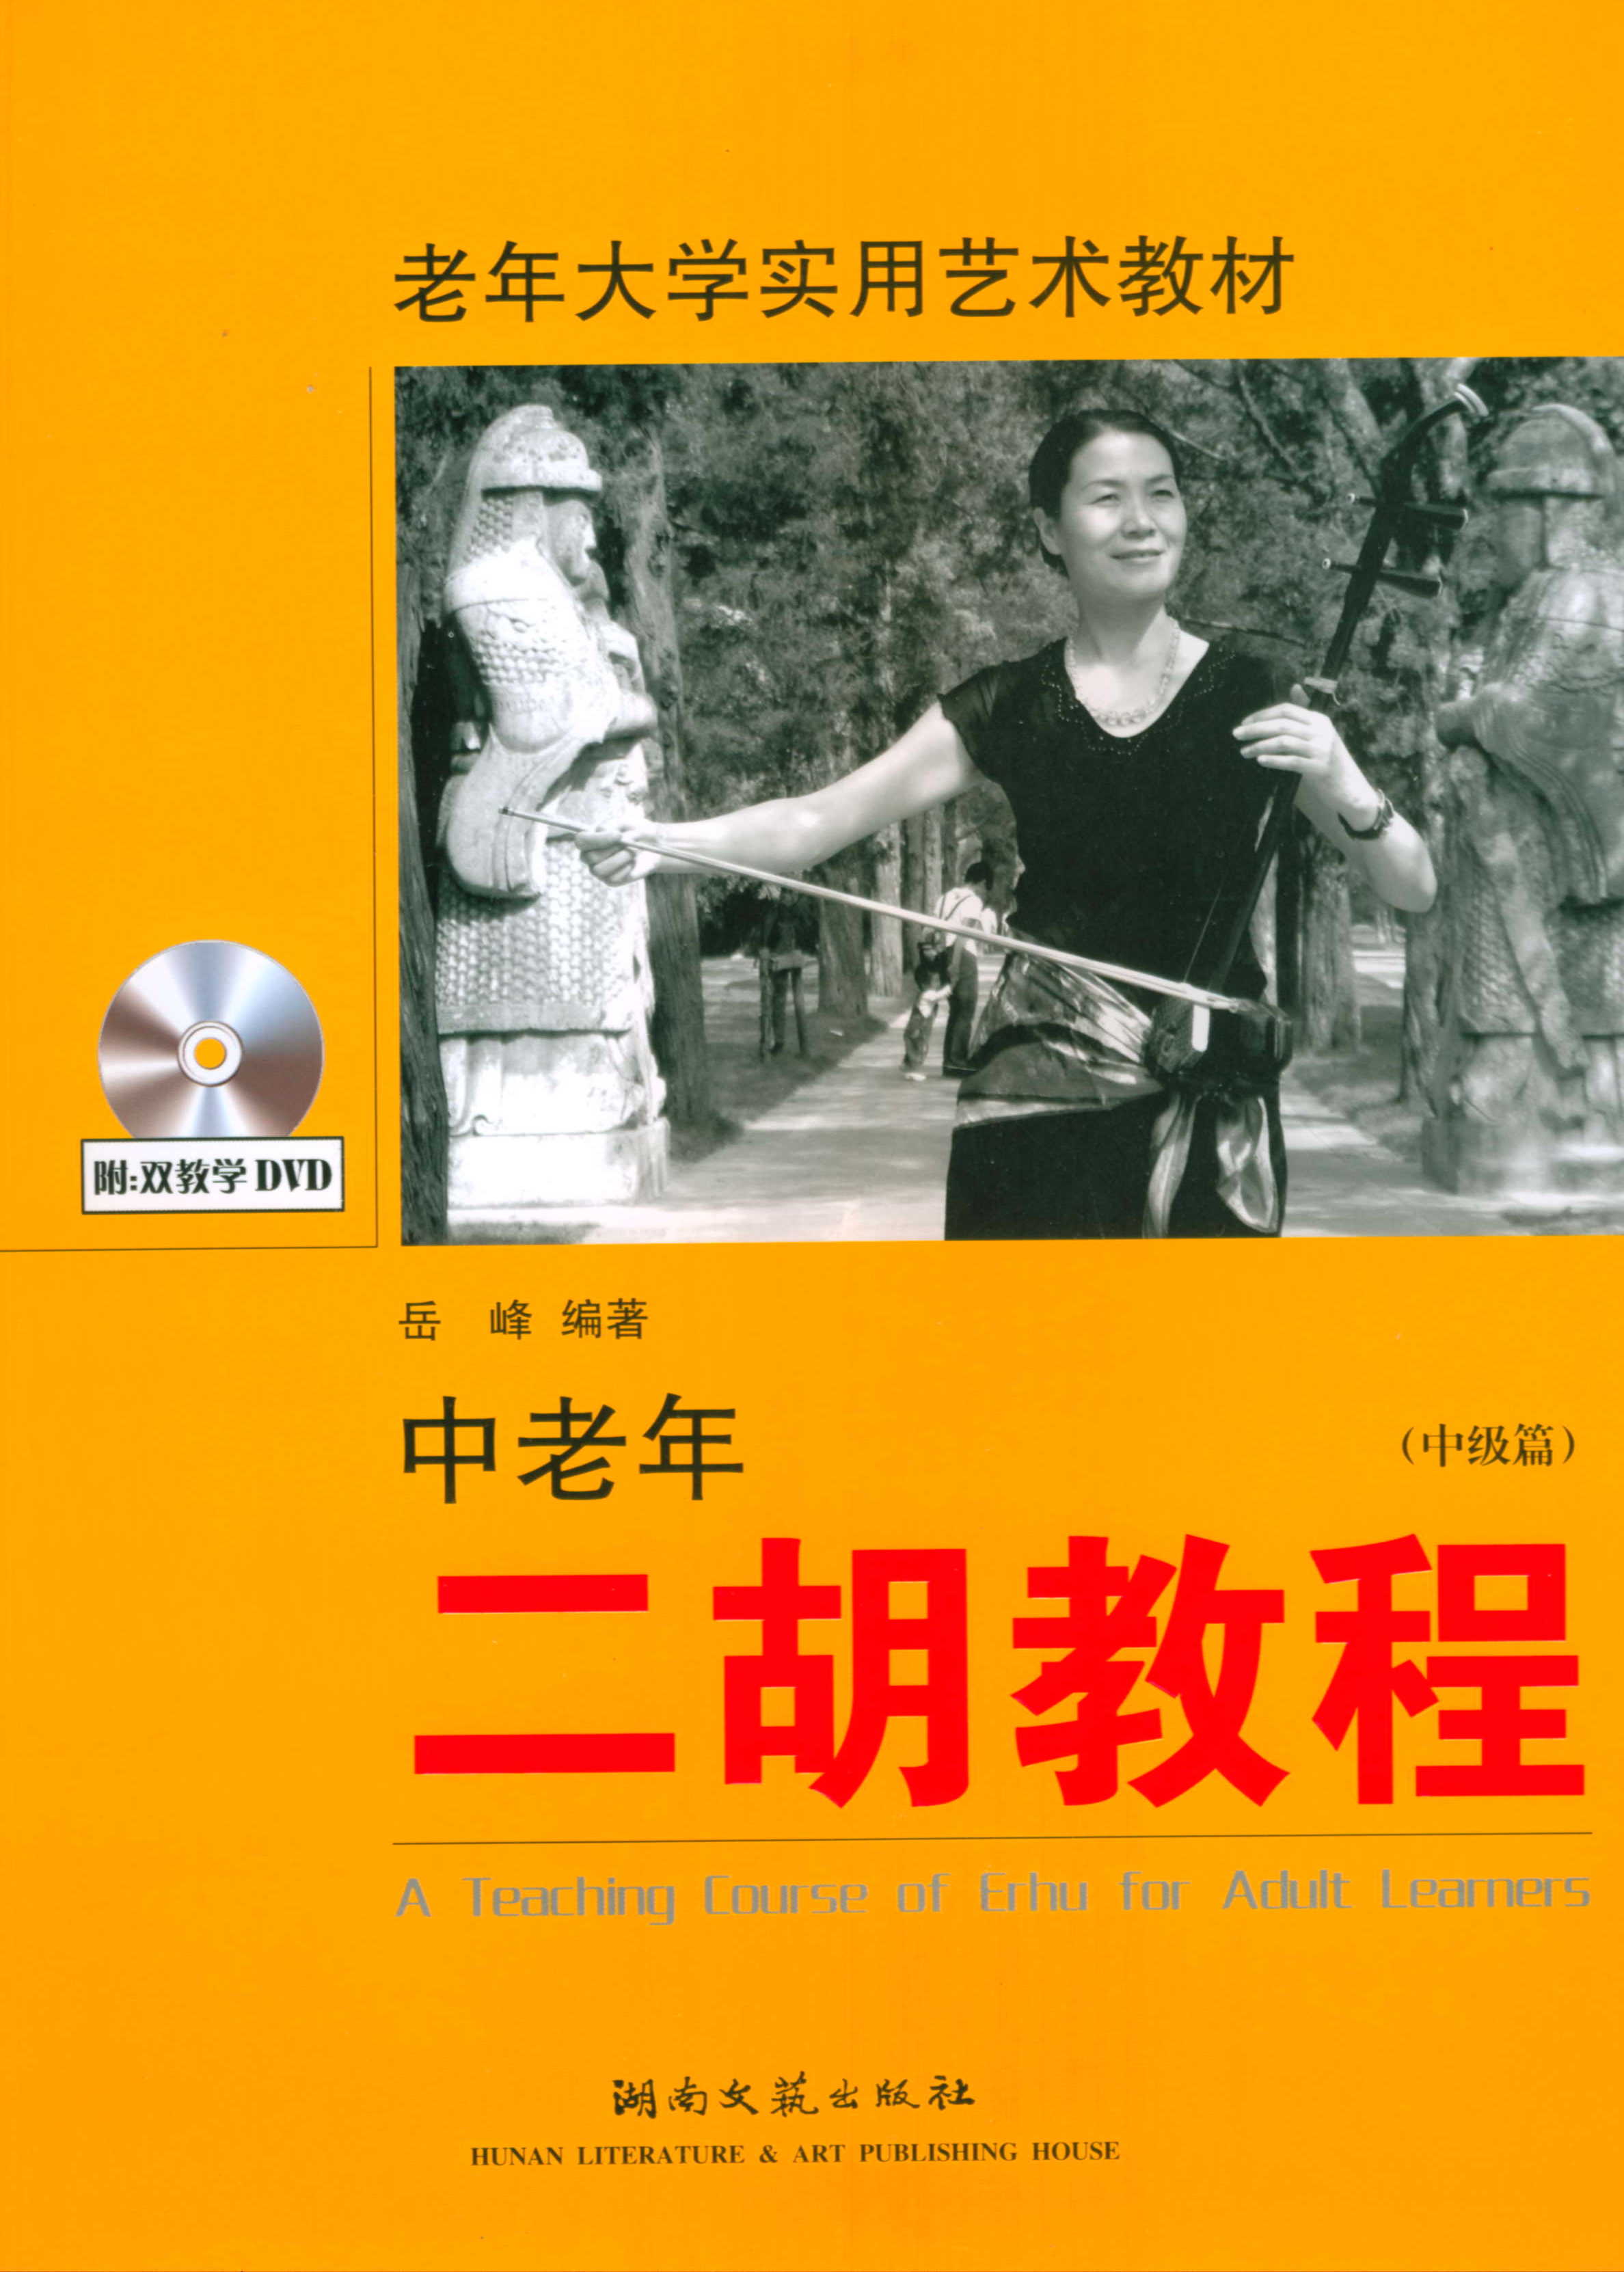 老年大学实用艺术教材
附:双教学DVD
岳 峰 编著
中老年
(中级篇)
二胡教程
A Teaching Course of Erhu for Adult Learners
湖南文艺出版社
HUNAN LITERATURE & ART PUBLISHING HOUSE